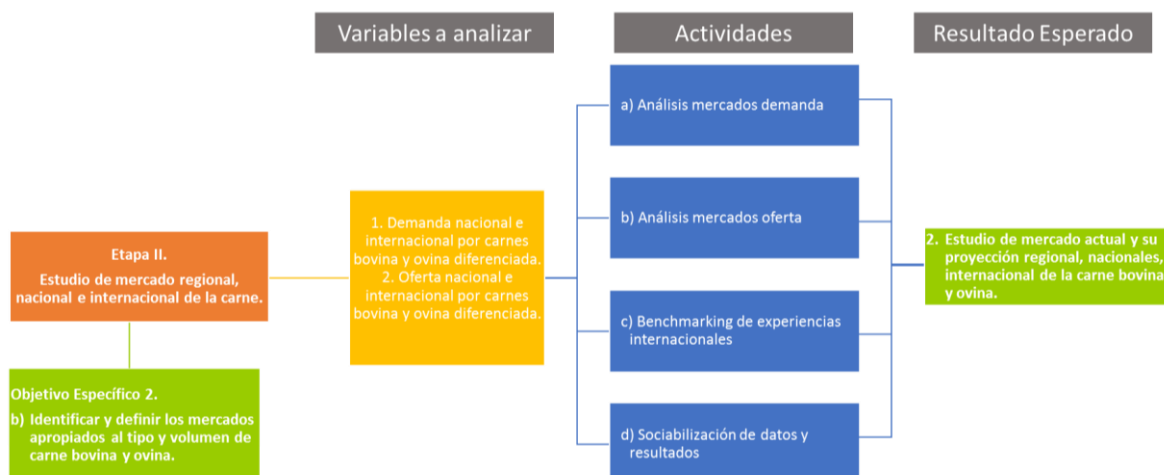 Variables a analizar
Actividades
Resultado Esperado
Etapa II.
Estudio de mercado regional,
nacional e internacional de la carne.
Objetivo Específico 2.
b) Identificar y definir los mercados
apropiados al tipo y volumen de
carne bovina y ovina.
1. Demanda nacional e
internacional por carnes
bovina y ovina diferenciada.
2. Oferta nacional e
internacional por carnes
bovina y ovina diferenciada.
a) Análisis mercados demanda
b) Análisis mercados oferta
c) Benchmarking de experiencias
internacionales
d) Sociabilización de datos y
resultados
2. Estudio de mercado actual y su
proyección regional, nacionales,
internacional de la carne bovina
y ovina.